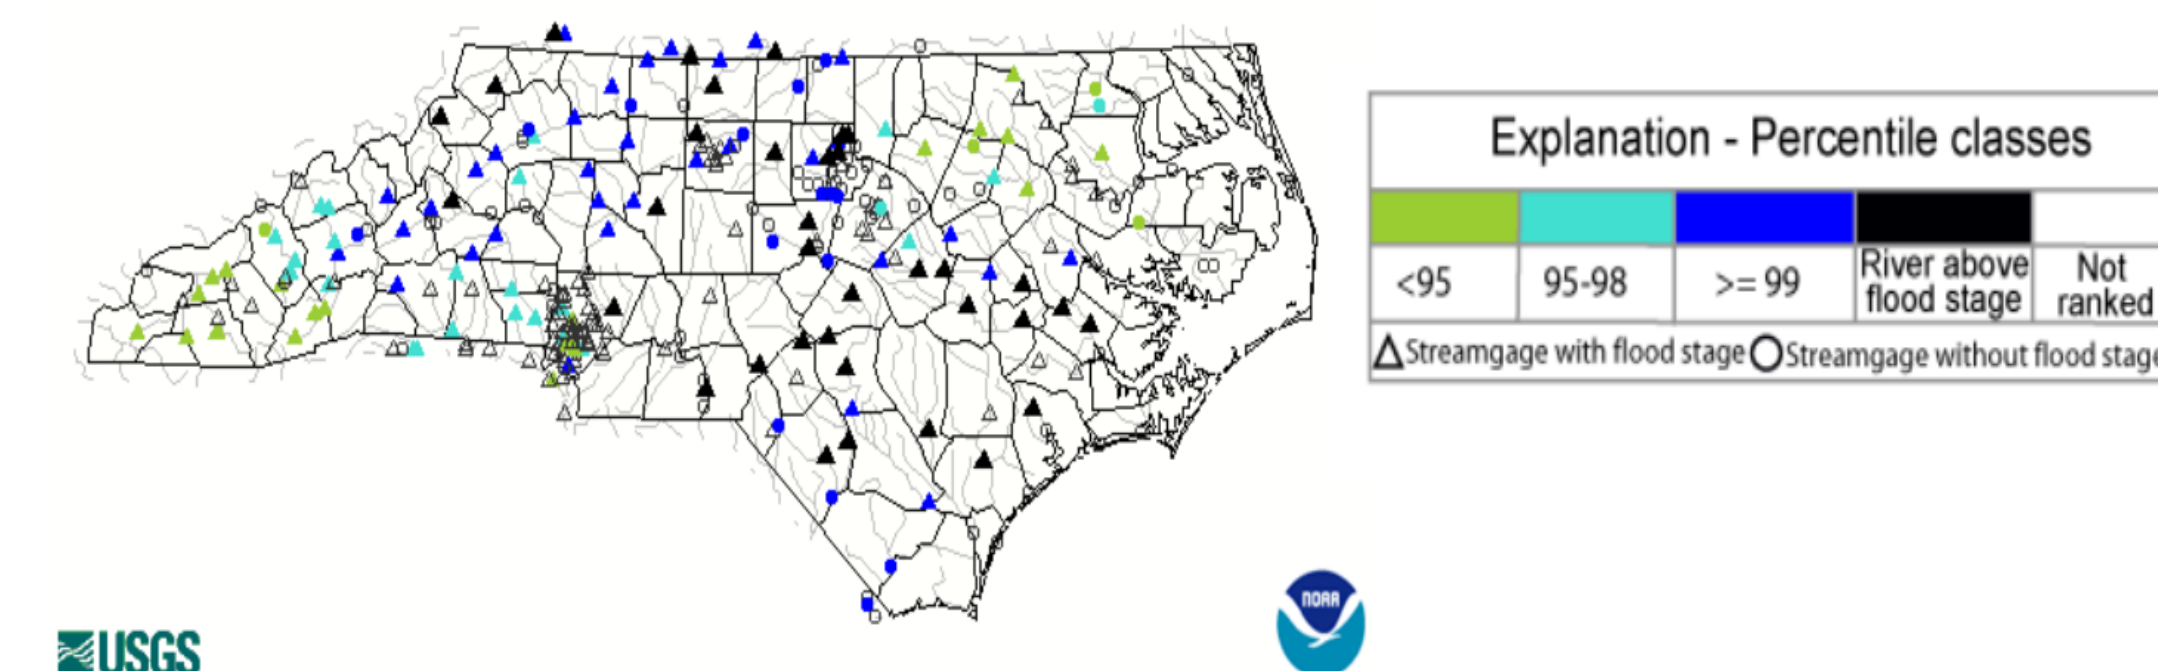 Explanation - Percentile classes
<95
95-98
>= 99
River above
flood stage
Not
ranked
Streamgage with flood stage
Streamgage without flood stage
NOAA
USGS